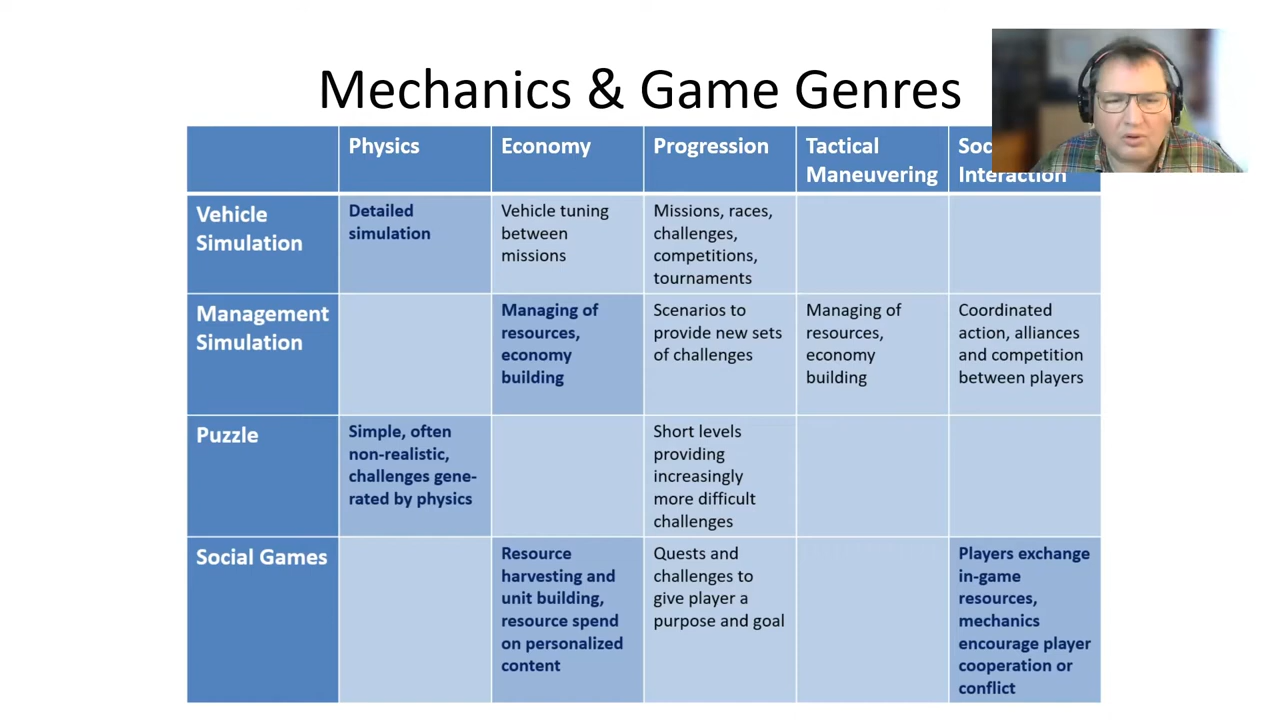 Mechanics & Game Genres
Physics
Economy
Progression
Tactical
Maneuvering
Interaction
Vehicle
Simulation
Detailed
simulation
Vehicle tuning
between
missions
Missions, races,
challenges,
competitions,
tournaments
Management
Simulation
Managing of
resources,
economy
building
Scenarios to
provide new sets
of challenges
Managing of
resources,
economy
building
Coordinated
action, alliances
and competition
between players
Puzzle
Simple, often
non-realistic,
challenges gene-
rated by physics
Short levels
providing
increasingly
more difficult
challenges
Social Games
Resource
harvesting and
unit building,
resource spend
on personalized
content
Quests and
challenges to
give player a
purpose and goal
Players exchange
in-game
resources,
mechanics
encourage player
cooperation or
conflict